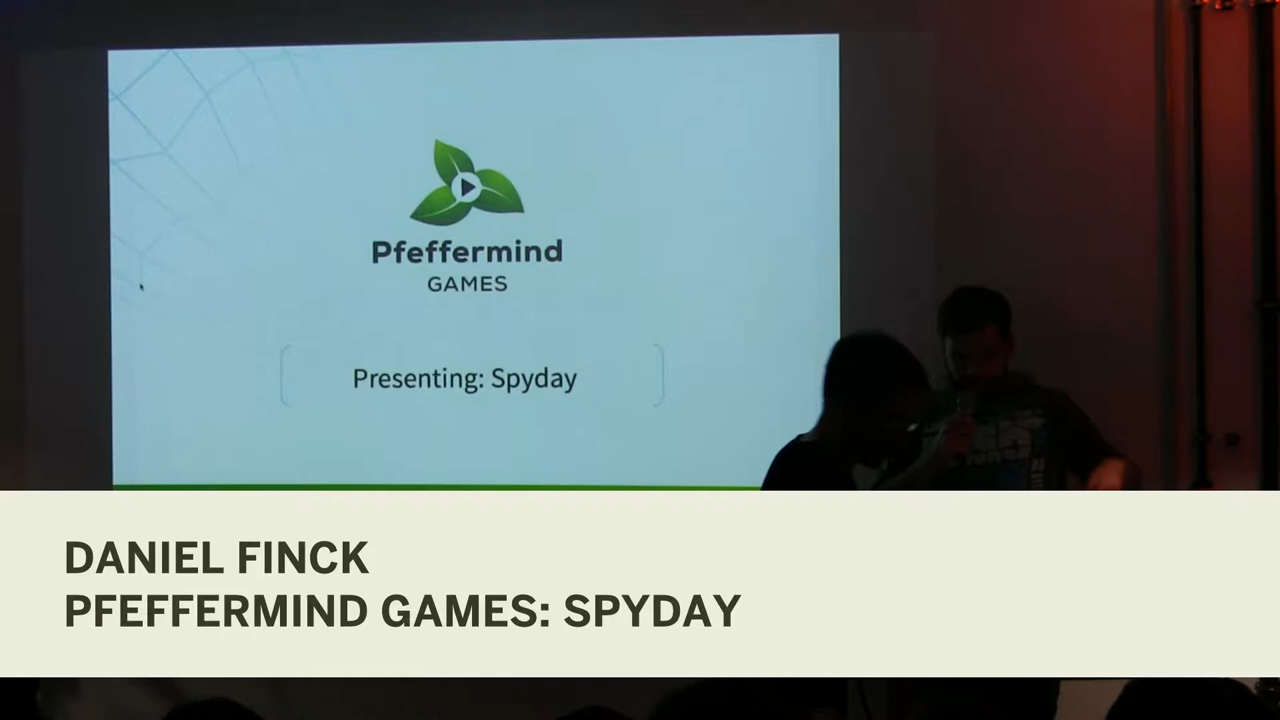 Pfeffermind
GAMES
Presenting: Spyday
DANIEL FINCK
PFEFFERMIND GAMES: SPYDAY